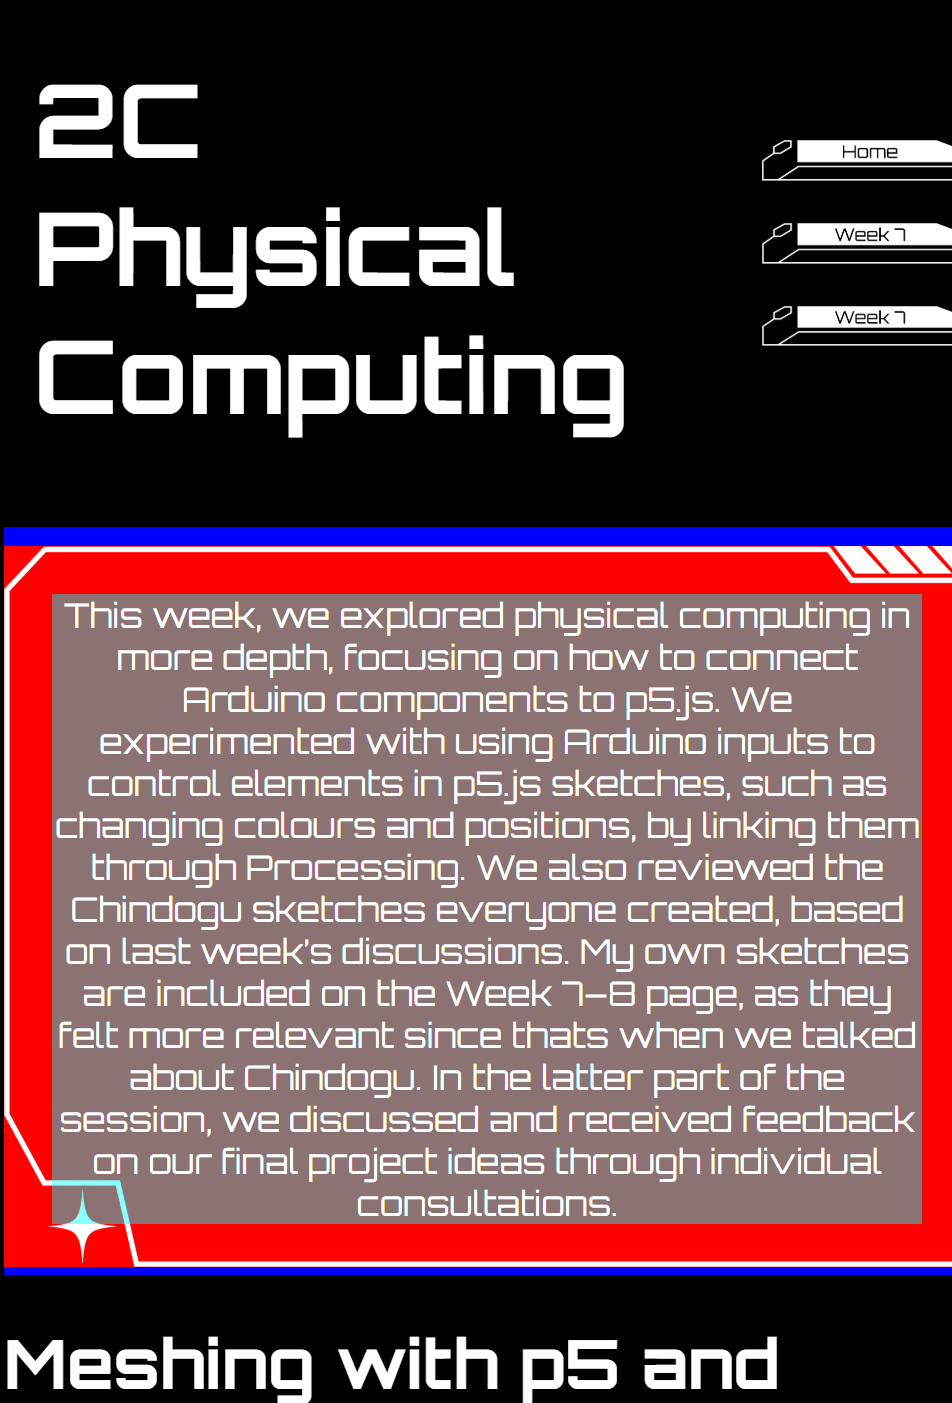 2C
Physical
Computing
Home
Week 7
Week 7
This week, we explored physical computing in
more depth, focusing on how to connect
Arduino components to p5.js. We
experimented with using Arduino inputs to
control elements in p5.js sketches, such as
changing colours and positions, by linking them
through Processing. We also reviewed the
Chindogu sketches everyone created, based
on last week’s discussions. My own sketches
are included on the Week 7–8 page, as they
felt more relevant since thats when we talked
about Chindogu. In the latter part of the
session, we discussed and received feedback
on our final project ideas through individual
consultations.
Meshing with p5 and